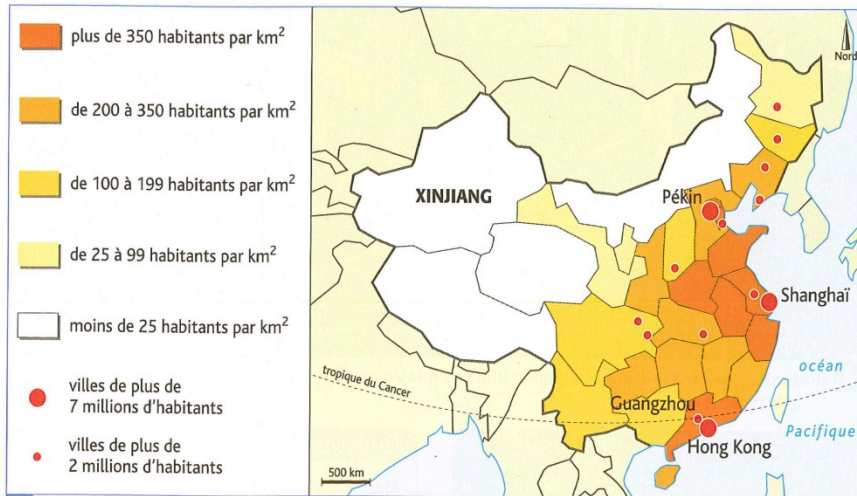 plus de 350 habitants par km²
de 200 à 350 habitants par km²
de 100 à 199 habitants par km²
de 25 à 99 habitants par km²
moins de 25 habitants par km²
villes de plus de
7 millions d'habitants
villes de plus de
2 millions d'habitants
Nord
XINJIANG
Pékin
Shanghaï
océan
Pacifique
tropique du Cancer
Guangzhou
Hong Kong
500 km